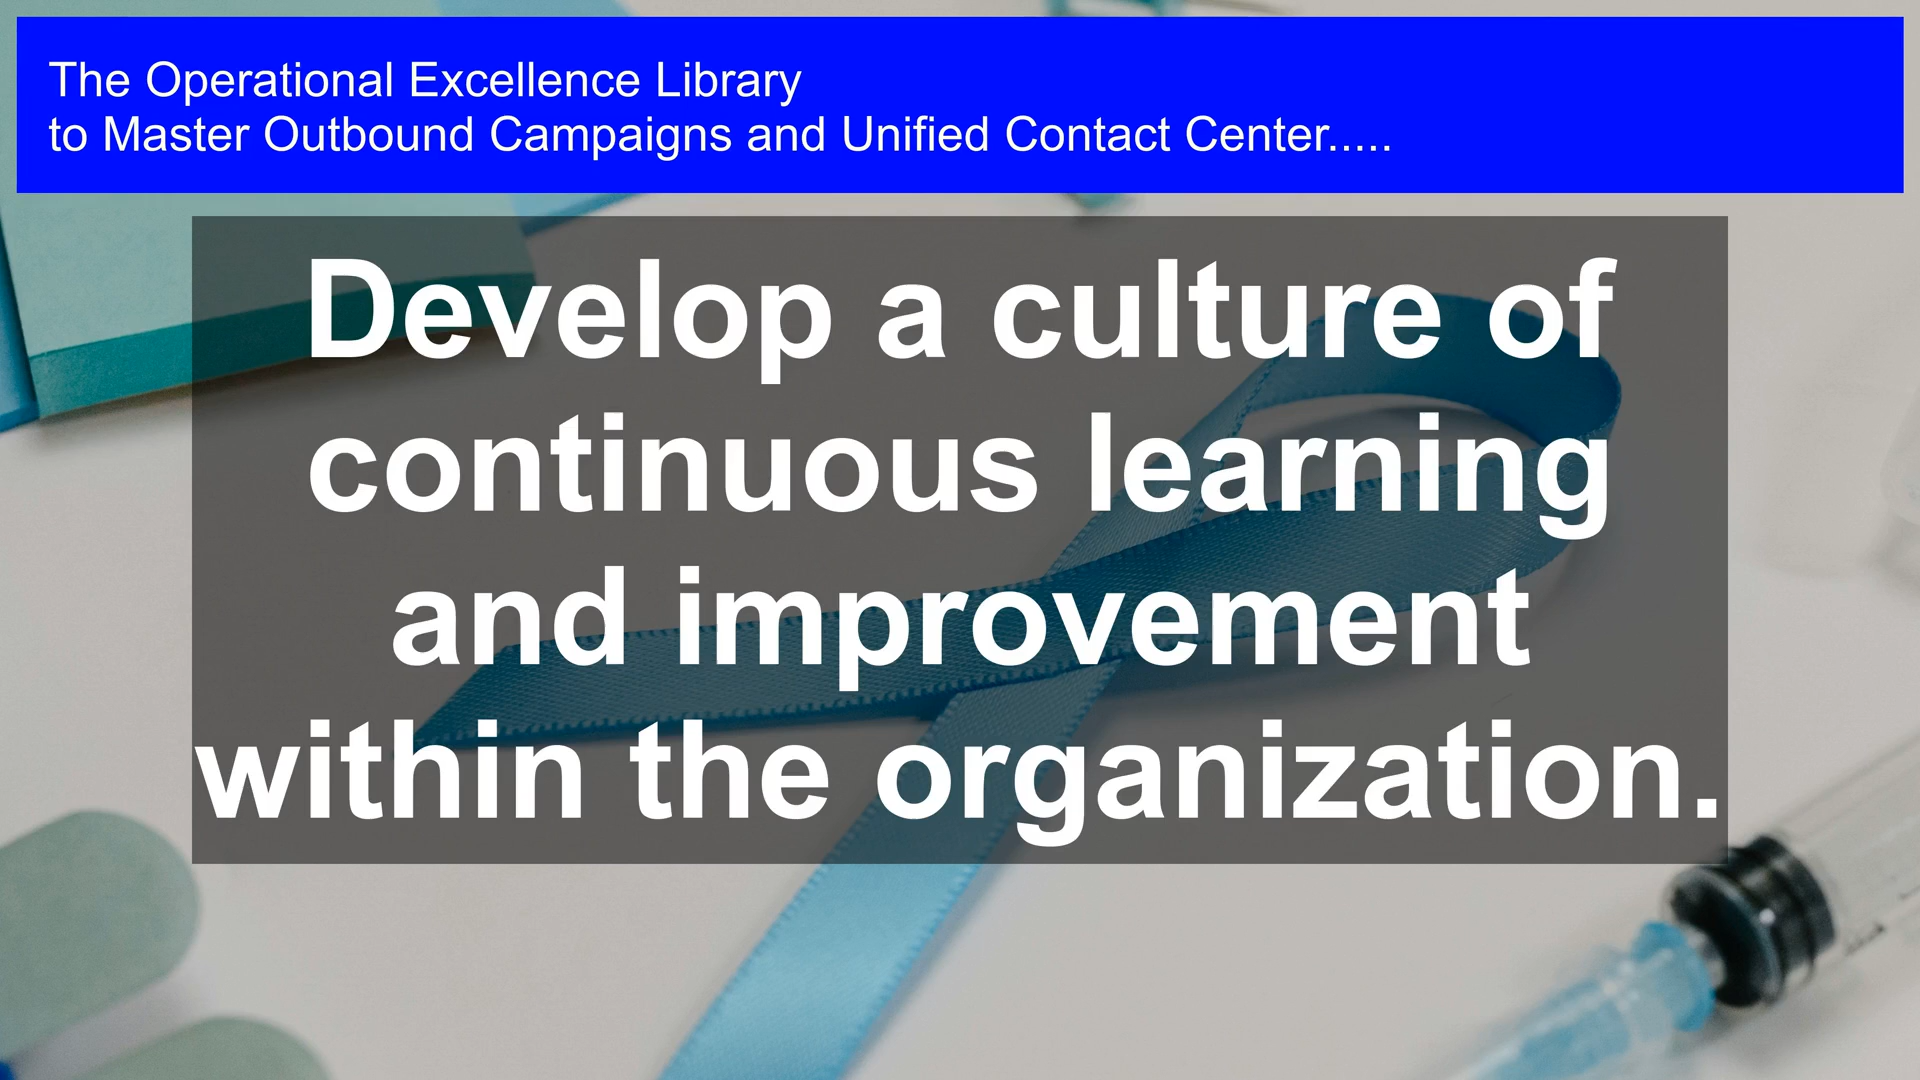 The Operational Excellence Library
to Master Outbound Campaigns and Unified Contact Center.....
Develop a culture of
continuous learning
and improvement
within the organization.